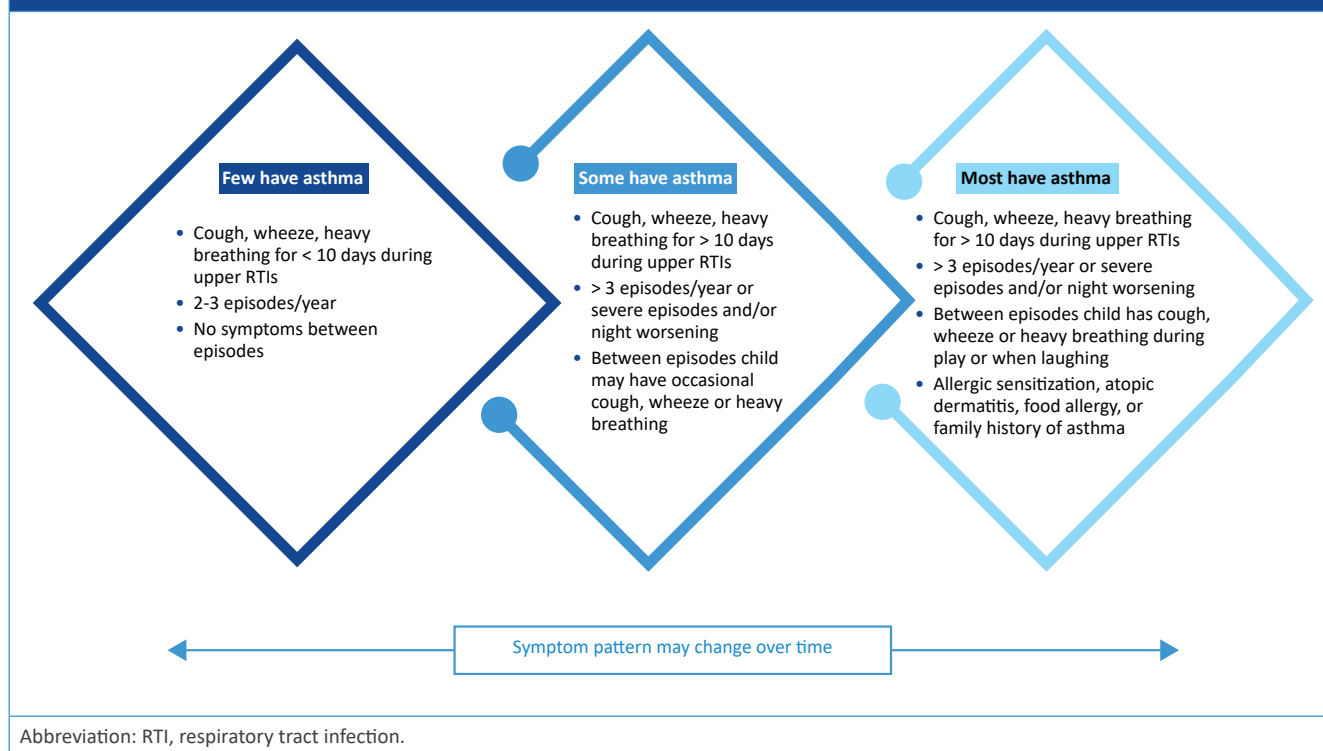 Few have asthma
• Cough, wheeze, heavy
breathing for < 10 days during
upper RTIs
• 2-3 episodes/year
• No symptoms between
episodes
Some have asthma
• Cough, wheeze, heavy
breathing for > 10 days
during upper RTIs
• > 3 episodes/year or
severe episodes and/or
night worsening
• Between episodes child
may have occasional
cough, wheeze or heavy
breathing
Most have asthma
• Cough, wheeze, heavy breathing
for > 10 days during upper RTIs
• > 3 episodes/year or severe
episodes and/or night worsening
• Between episodes child has cough,
wheeze or heavy breathing during
play or when laughing
• Allergic sensitization, atopic
dermatitis, food allergy, or
family history of asthma
Symptom pattern may change over time
Abbreviation: RTI, respiratory tract infection.